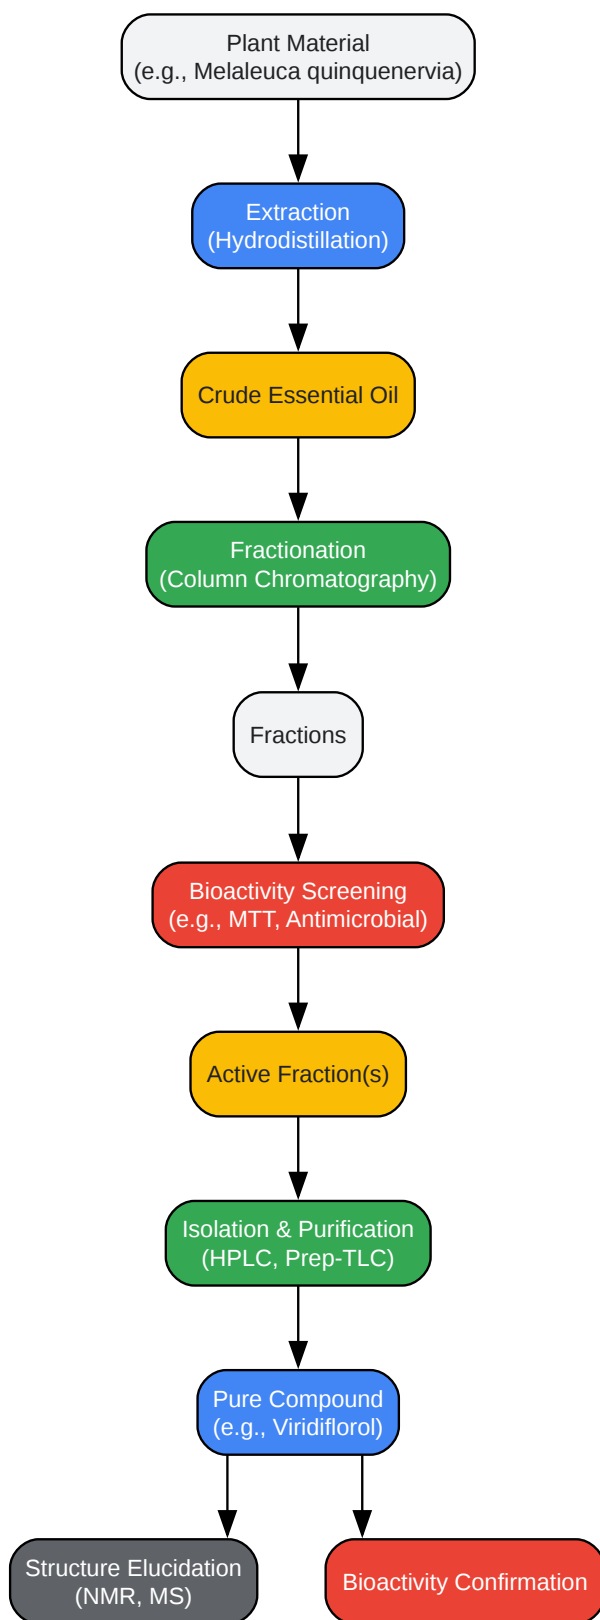 Plant Material
(e.g., Melaleuca quinquenervia)
Extraction
(Hydrodistillation)
Crude Essential Oil
Fractionation
(Column Chromatography)
Fractions
Bioactivity Screening
(e.g., MTT, Antimicrobial)
Active Fraction(s)
Isolation & Purification
(HPLC, Prep-TLC)
Pure Compound
(e.g., Viridiflorol)
Structure Elucidation
(NMR, MS)
Bioactivity Confirmation